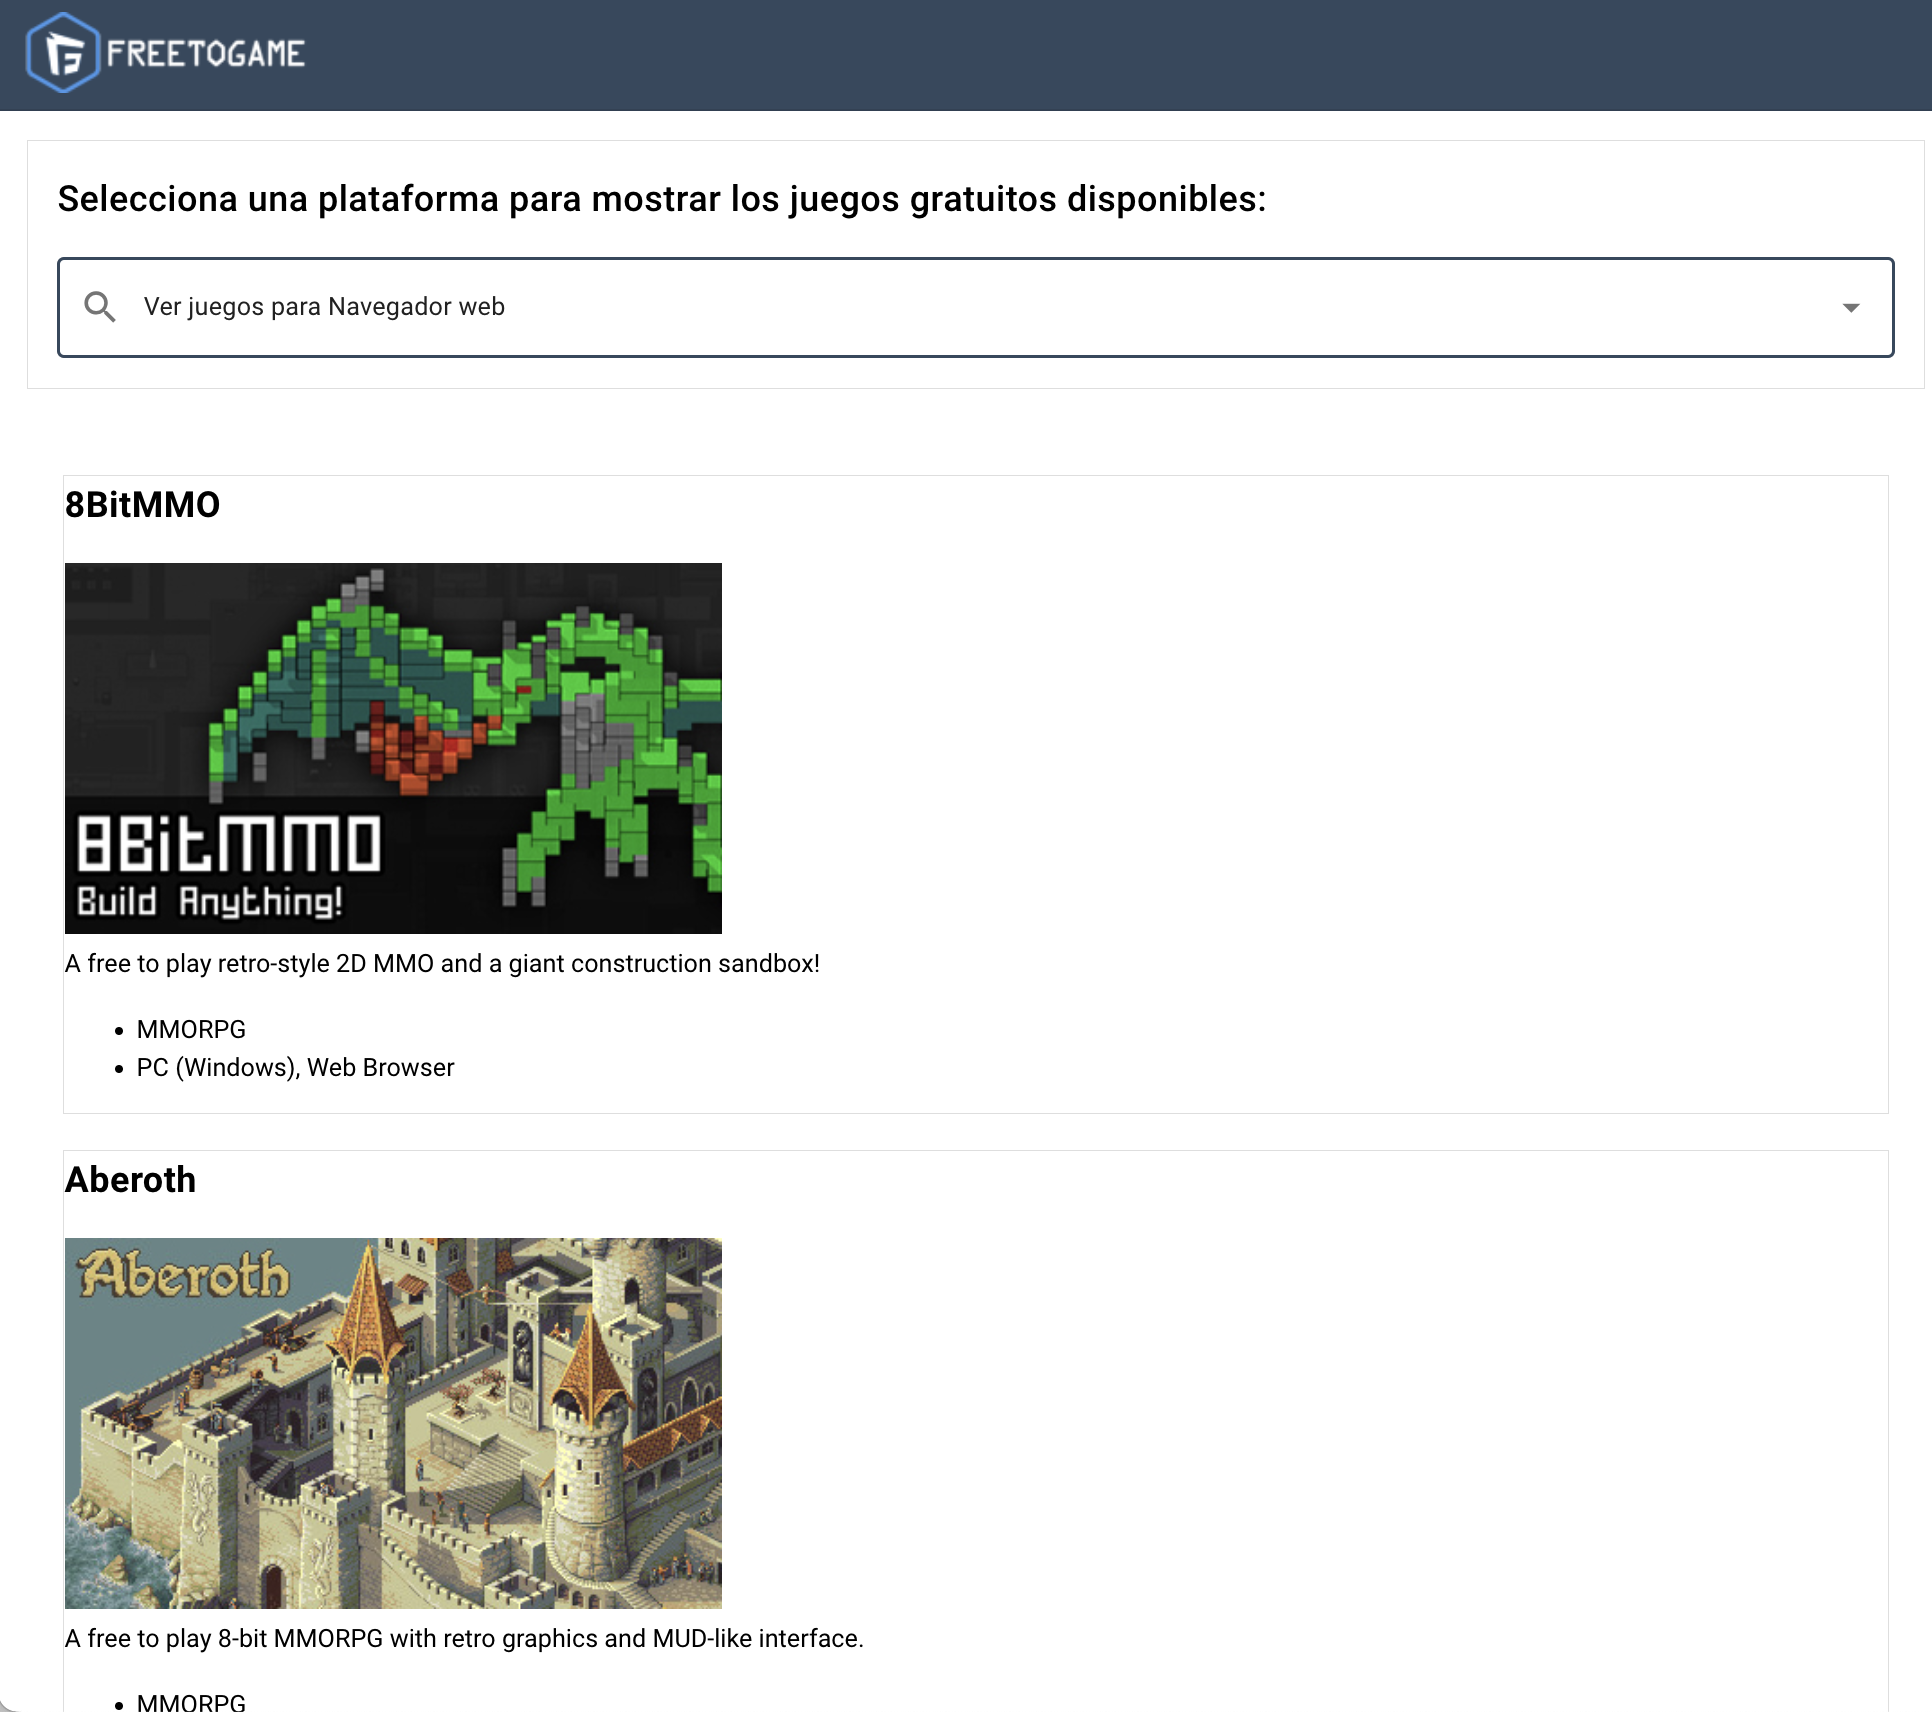 FREETOGAME
Selecciona una plataforma para mostrar los juegos gratuitos disponibles:
Ver juegos para Navegador web
8BitMMO
8BitMMO
Build Anything!
A free to play retro-style 2D MMO and a giant construction sandbox!
MMORPG
PC (Windows), Web Browser
Aberoth
Aberoth
A free to play 8-bit MMORPG with retro graphics and MUD-like interface.
MMORPG